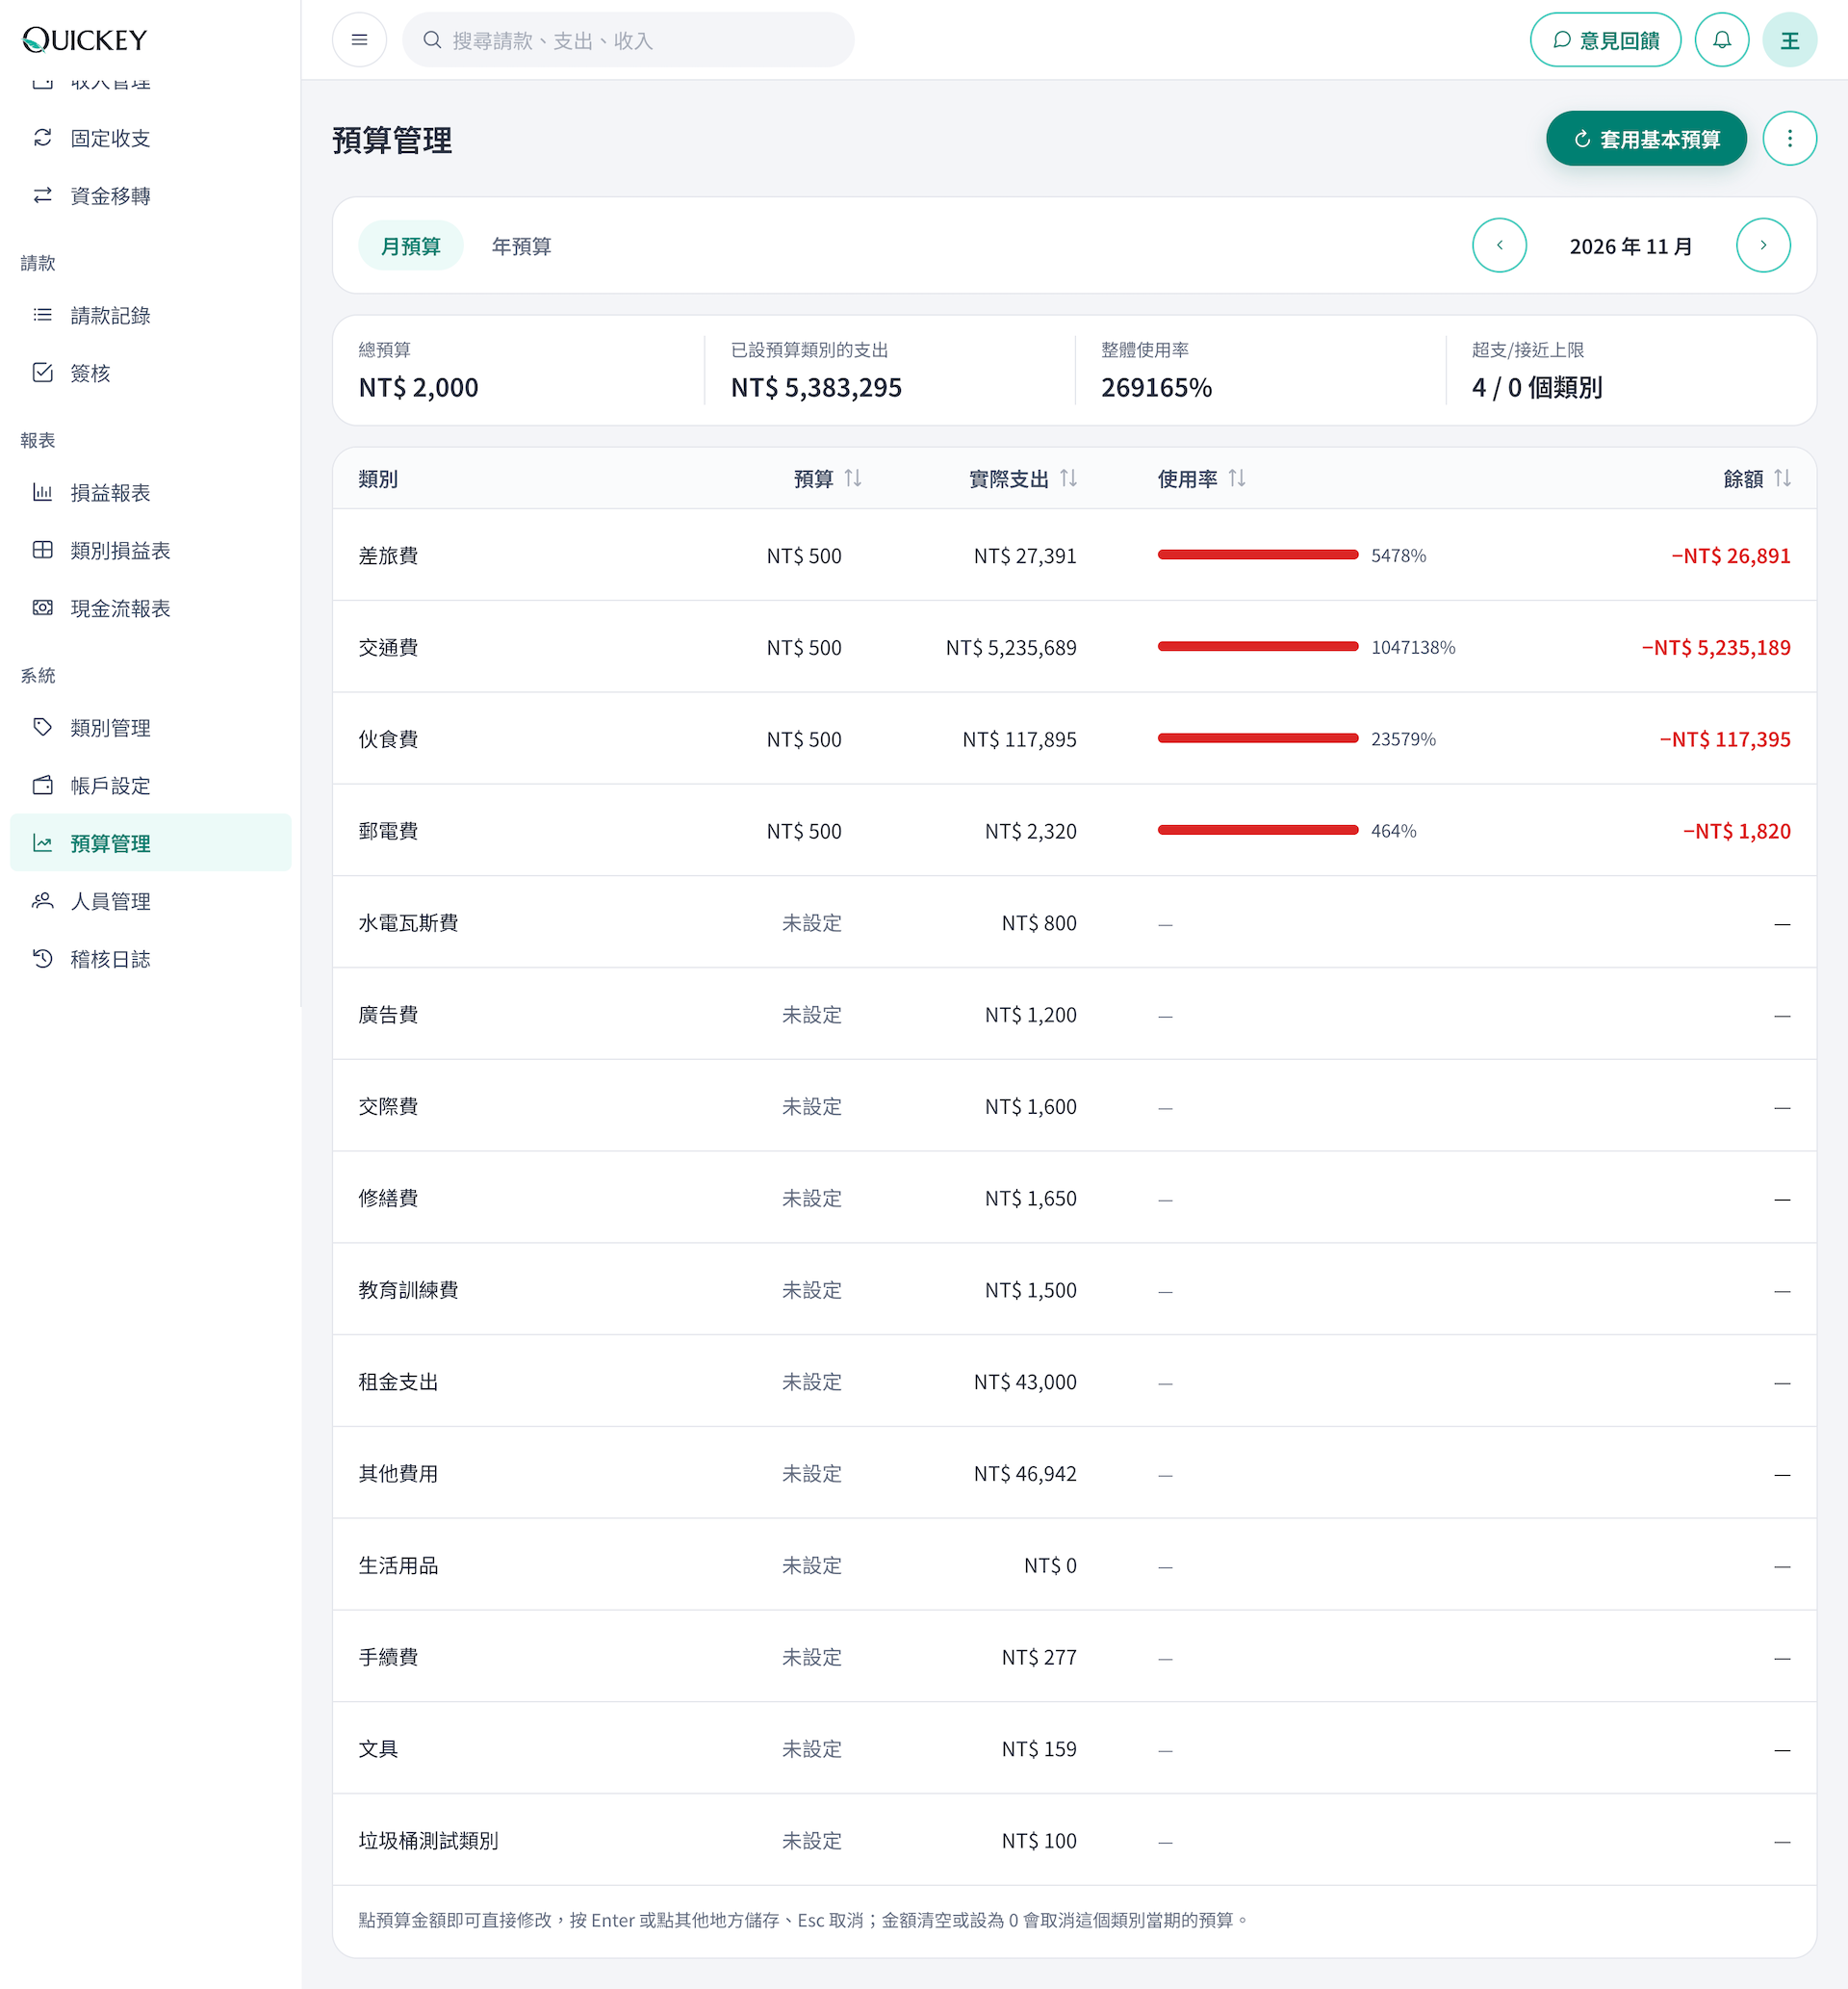 QUICKEY
搜尋請款、支出、收入
意見回饋
王
收入管理
固定收支
資金移轉
請款
請款記錄
簽核
報表
損益報表
類別損益表
現金流報表
系統
類別管理
帳戶設定
預算管理
人員管理
稽核日誌
預算管理
套用基本預算
月預算 年預算 2026 年 11 月
總預算 已設預算類別的支出 整體使用率 超支/接近上限
NT$ 2,000 NT$ 5,383,295 269165% 4 / 0 個類別
類別 預算 實際支出 使用率 餘額
差旅費 NT$ 500 NT$ 27,391 5478% −NT$ 26,891
交通費 NT$ 500 NT$ 5,235,689 1047138% −NT$ 5,235,189
伙食費 NT$ 500 NT$ 117,895 23579% −NT$ 117,395
郵電費 NT$ 500 NT$ 2,320 464% −NT$ 1,820
水電瓦斯費 未設定 NT$ 800 — —
廣告費 未設定 NT$ 1,200 — —
交際費 未設定 NT$ 1,600 — —
修繕費 未設定 NT$ 1,650 — —
教育訓練費 未設定 NT$ 1,500 — —
租金支出 未設定 NT$ 43,000 — —
其他費用 未設定 NT$ 46,942 — —
生活用品 未設定 NT$ 0 — —
手續費 未設定 NT$ 277 — —
文具 未設定 NT$ 159 — —
垃圾桶測試類別 未設定 NT$ 100 — —
點預算金額即可直接修改，按 Enter 或點其他地方儲存、Esc 取消；金額清空或設為 0 會取消這個類別當期的預算。